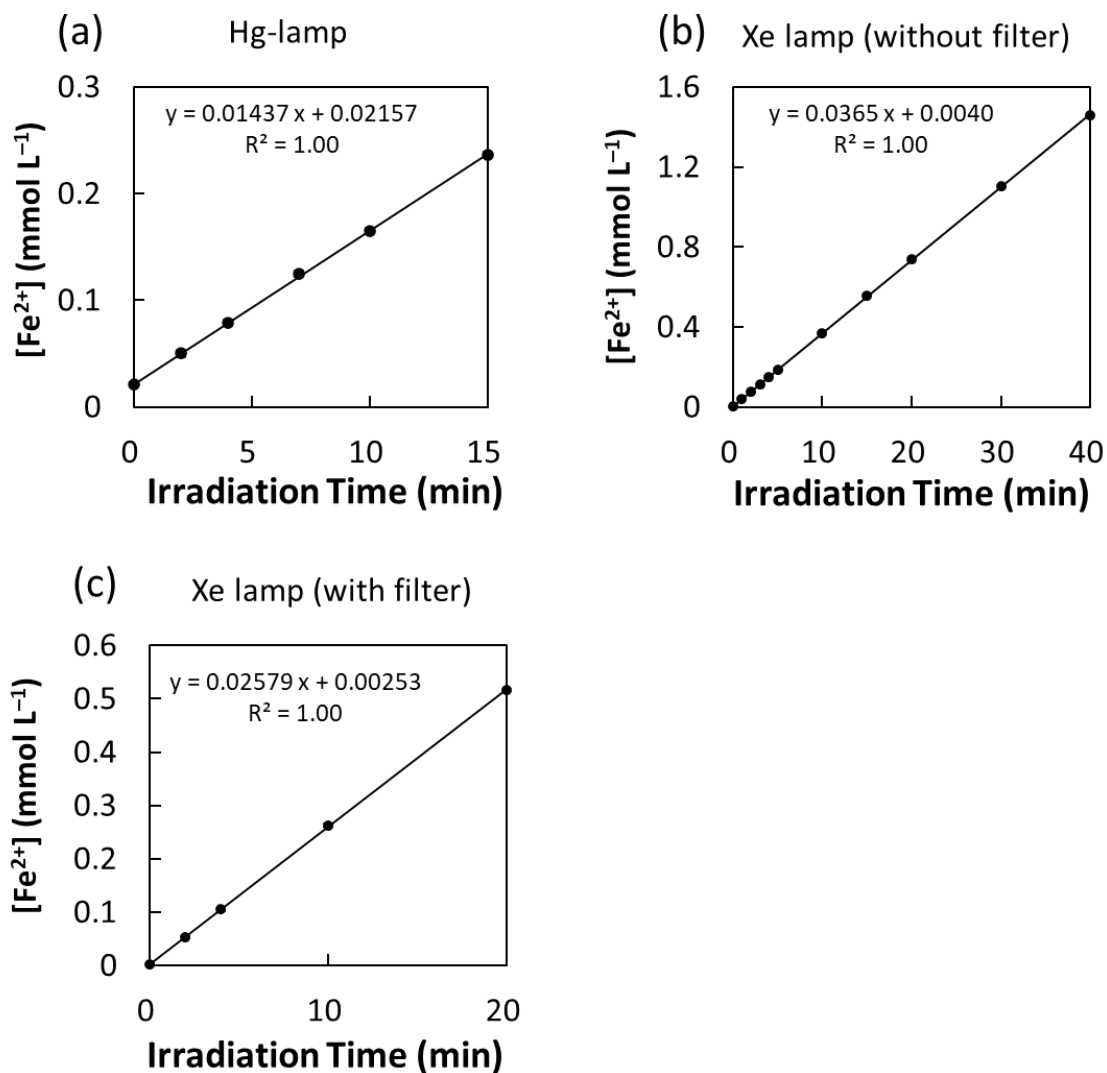 (a)
Hg-lamp
y = 0.01437 x + 0.02157
R² = 1.00
[Fe²⁺] (mmol L⁻¹)
0.3
0.2
0.1
0
0 5 10 15
Irradiation Time (min)
(b)
Xe lamp (without filter)
y = 0.0365 x + 0.0040
R² = 1.00
[Fe²⁺] (mmol L⁻¹)
1.6
1.2
0.8
0.4
0
0 10 20 30 40
Irradiation Time (min)
(c)
Xe lamp (with filter)
y = 0.02579 x + 0.00253
R² = 1.00
[Fe²⁺] (mmol L⁻¹)
0.6
0.5
0.4
0.3
0.2
0.1
0
0 10 20
Irradiation Time (min)